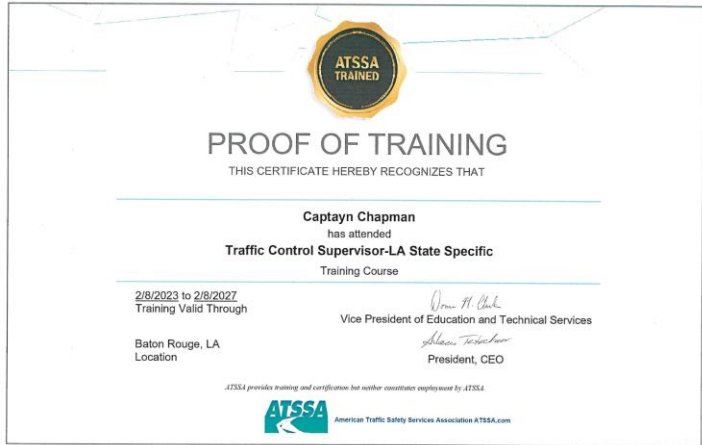 ATSSA
TRAINED
PROOF OF TRAINING
THIS CERTIFICATE HEREBY RECOGNIZES THAT
Captayn Chapman
has attended
Traffic Control Supervisor-LA State Specific
Training Course
2/8/2023 to 2/8/2027
Training Valid Through
Vice President of Education and Technical Services
Baton Rouge, LA
Location
President, CEO
ATSSA provides training and certification but neither constitutes employment by ATSSA.
ATSSA
American Traffic Safety Services Association ATSSA.com